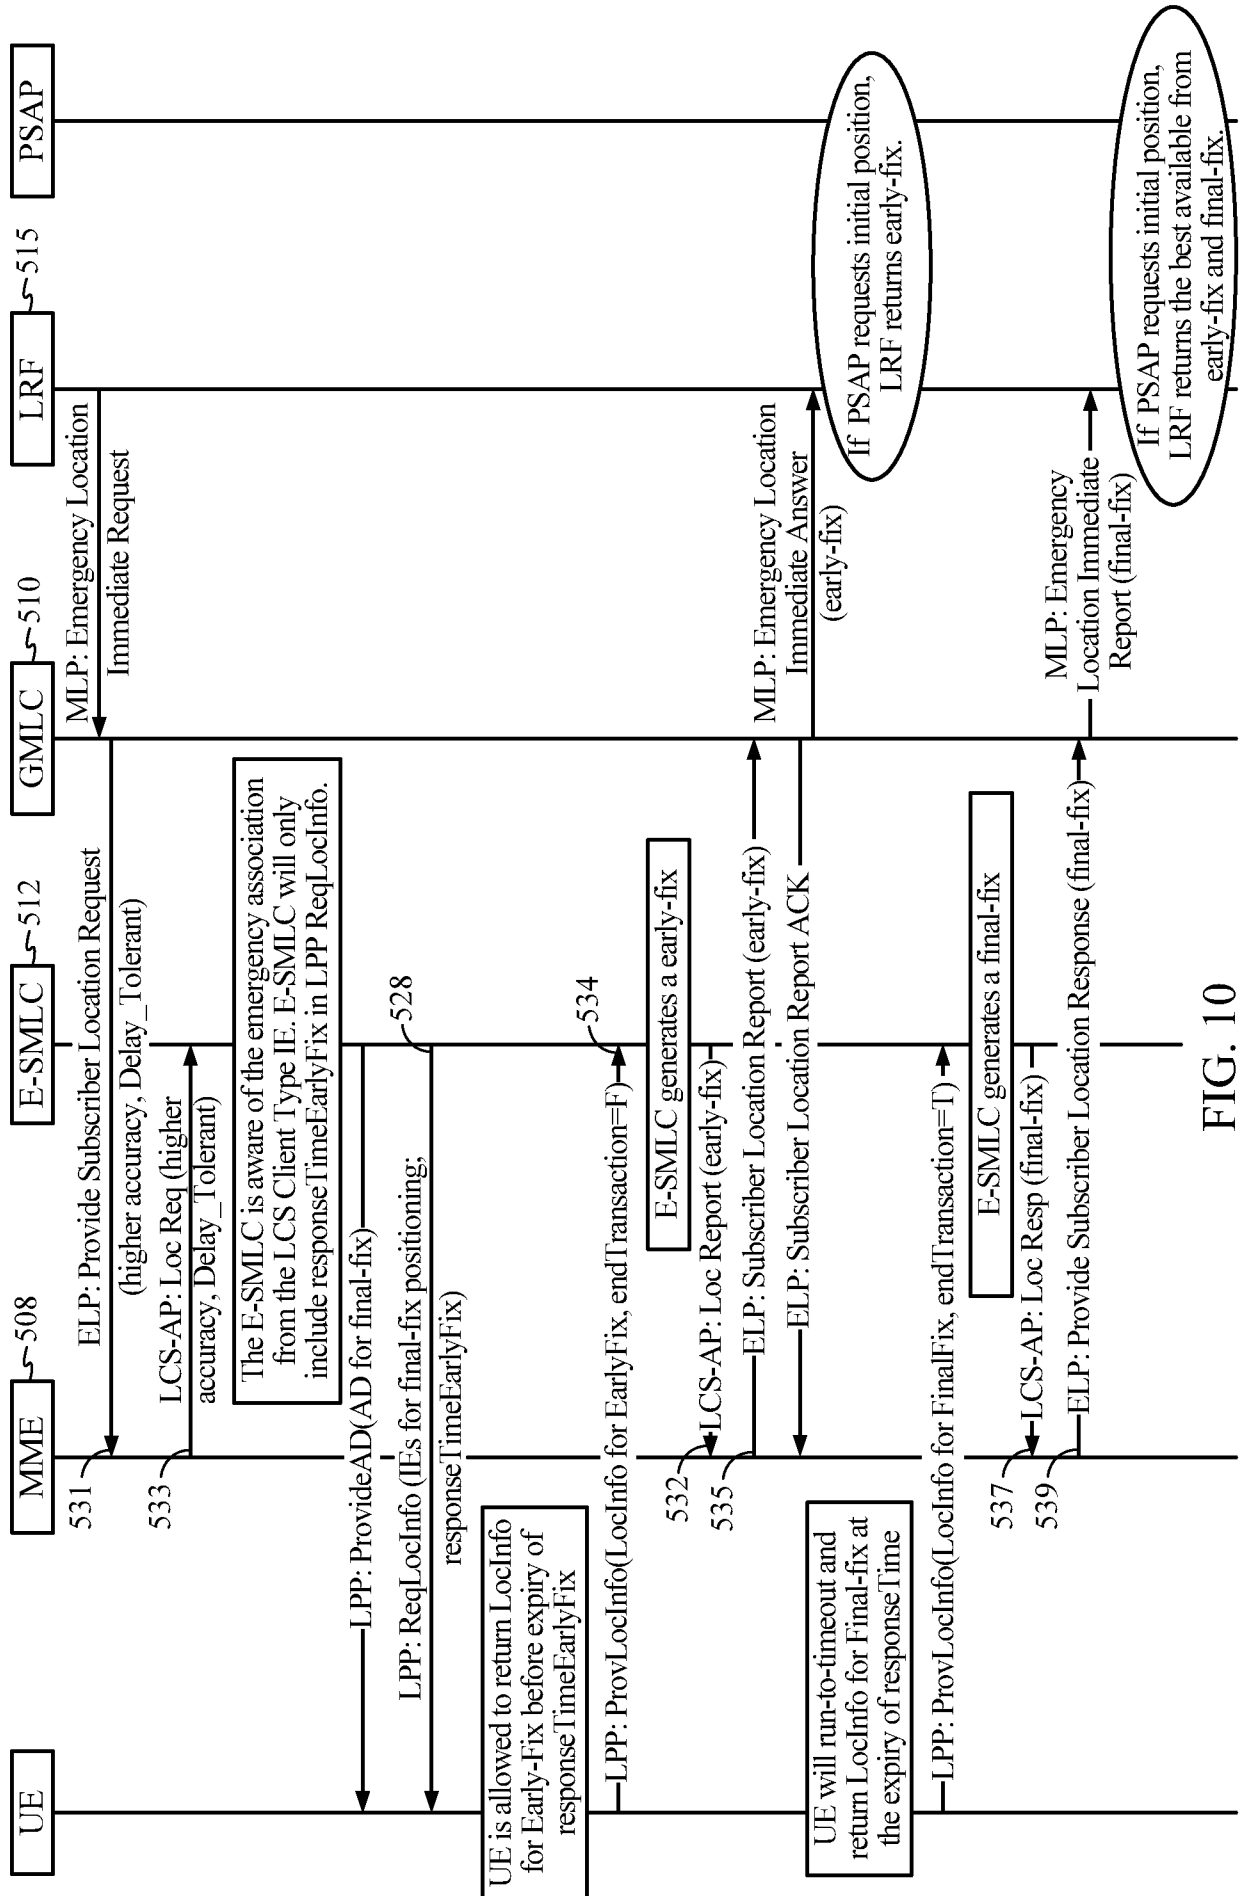 UE
MME
508
E-SMLC
512
GMLC
510
LRF
515
PSAP
MLP: Emergency Location
Immediate Request
531
ELP: Provide Subscriber Location Request
(higher accuracy, Delay_Tolerant)
533
LCS-AP: Loc Req (higher
accuracy, Delay_Tolerant)
The E-SMLC is aware of the emergency association
from the LCS Client Type IE. E-SMLC will only
include responseTimeEarlyFix in LPP ReqLocInfo.
LPP: ProvideAD(AD for final-fix)
528
LPP: ReqLocInfo (IEs for final-fix positioning;
responseTimeEarlyFix)
UE is allowed to return LocInfo
for Early-Fix before expiry of
responseTimeEarlyFix
534
LPP: ProvLocInfo(LocInfo for EarlyFix, endTransaction=F)
E-SMLC generates a early-fix
532
LCS-AP: Loc Report (early-fix)
535
ELP: Subscriber Location Report (early-fix)
ELP: Subscriber Location Report ACK
MLP: Emergency Location
Immediate Answer
(early-fix)
If PSAP requests initial position,
LRF returns early-fix.
UE will run-to-timeout and
return LocInfo for Final-fix at
the expiry of responseTime
LPP: ProvLocInfo(LocInfo for FinalFix, endTransaction=T)
E-SMLC generates a final-fix
537
LCS-AP: Loc Resp (final-fix)
539
ELP: Provide Subscriber Location Response (final-fix)
MLP: Emergency
Location Immediate
Report (final-fix)
If PSAP requests initial position,
LRF returns the best available from
early-fix and final-fix.
FIG. 10